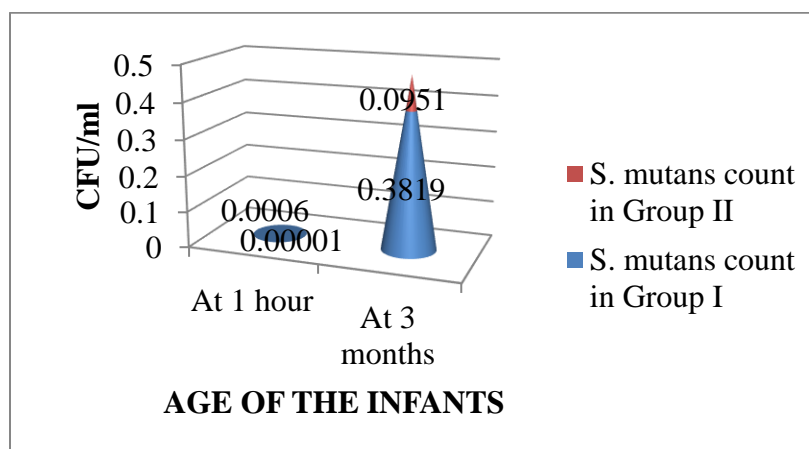 0.5
0.4
0.3
0.2
0.1
0
CFU/ml
0.0951
0.3819
0.0006
0.00001
At 1 hour
At 3
months
AGE OF THE INFANTS
S. mutans count
in Group II
S. mutans count
in Group I